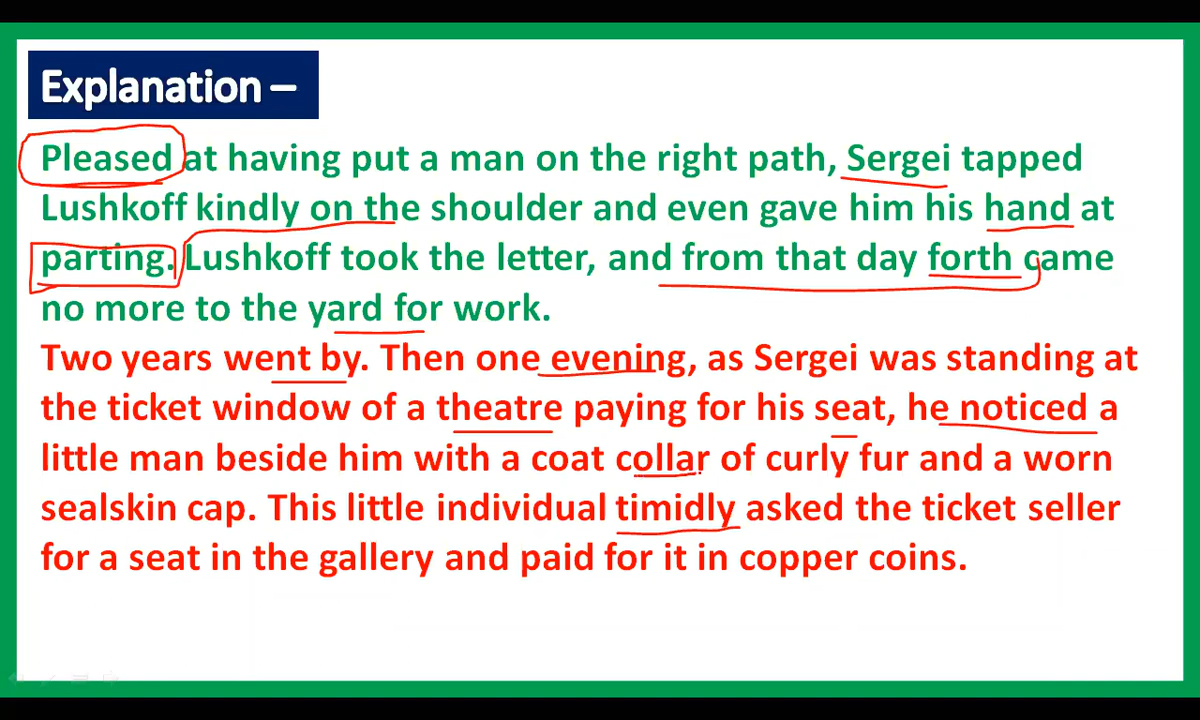 Explanation –
Pleased at having put a man on the right path, Sergei tapped
Lushkoff kindly on the shoulder and even gave him his hand at
parting. Lushkoff took the letter, and from that day forth came
no more to the yard for work.
Two years went by. Then one evening, as Sergei was standing at
the ticket window of a theatre paying for his seat, he noticed a
little man beside him with a coat collar of curly fur and a worn
sealskin cap. This little individual timidly asked the ticket seller
for a seat in the gallery and paid for it in copper coins.